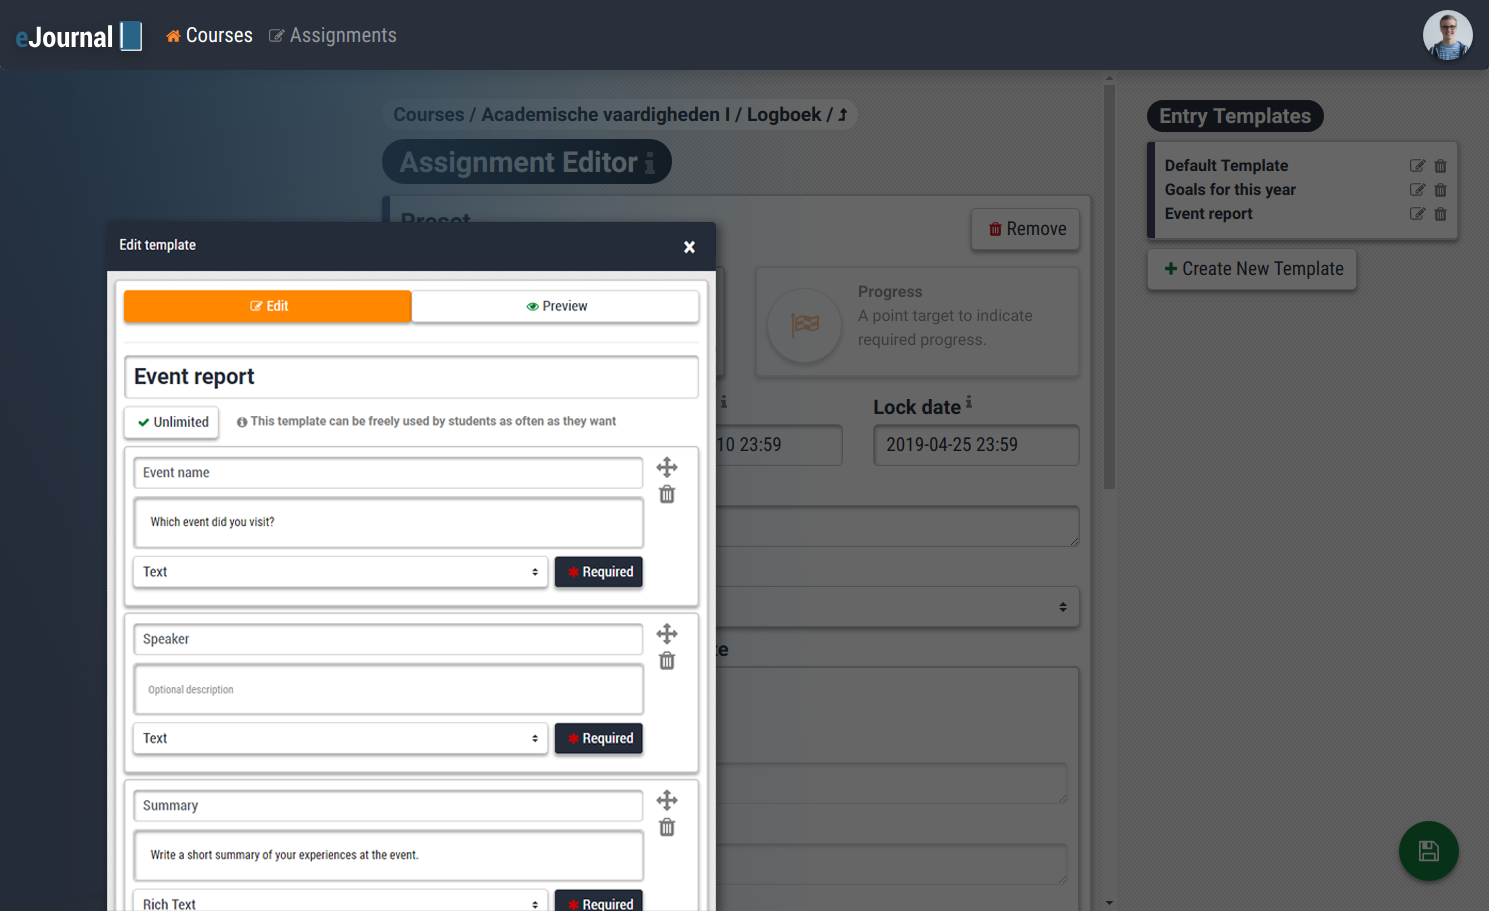 eJournal
Courses
Assignments
Courses / Academische vaardigheden I / Logboek /
Assignment Editor
Preset
Remove
Progress
A point target to indicate
required progress.
Lock date
10 23:59
2019-04-25 23:59
Entry Templates
Default Template
Goals for this year
Event report
Create New Template
Edit template
Edit
Preview
Event report
Unlimited
This template can be freely used by students as often as they want
Event name
Which event did you visit?
Text
Required
Speaker
Optional description
Text
Required
Summary
Write a short summary of your experiences at the event.
Rich Text
Required